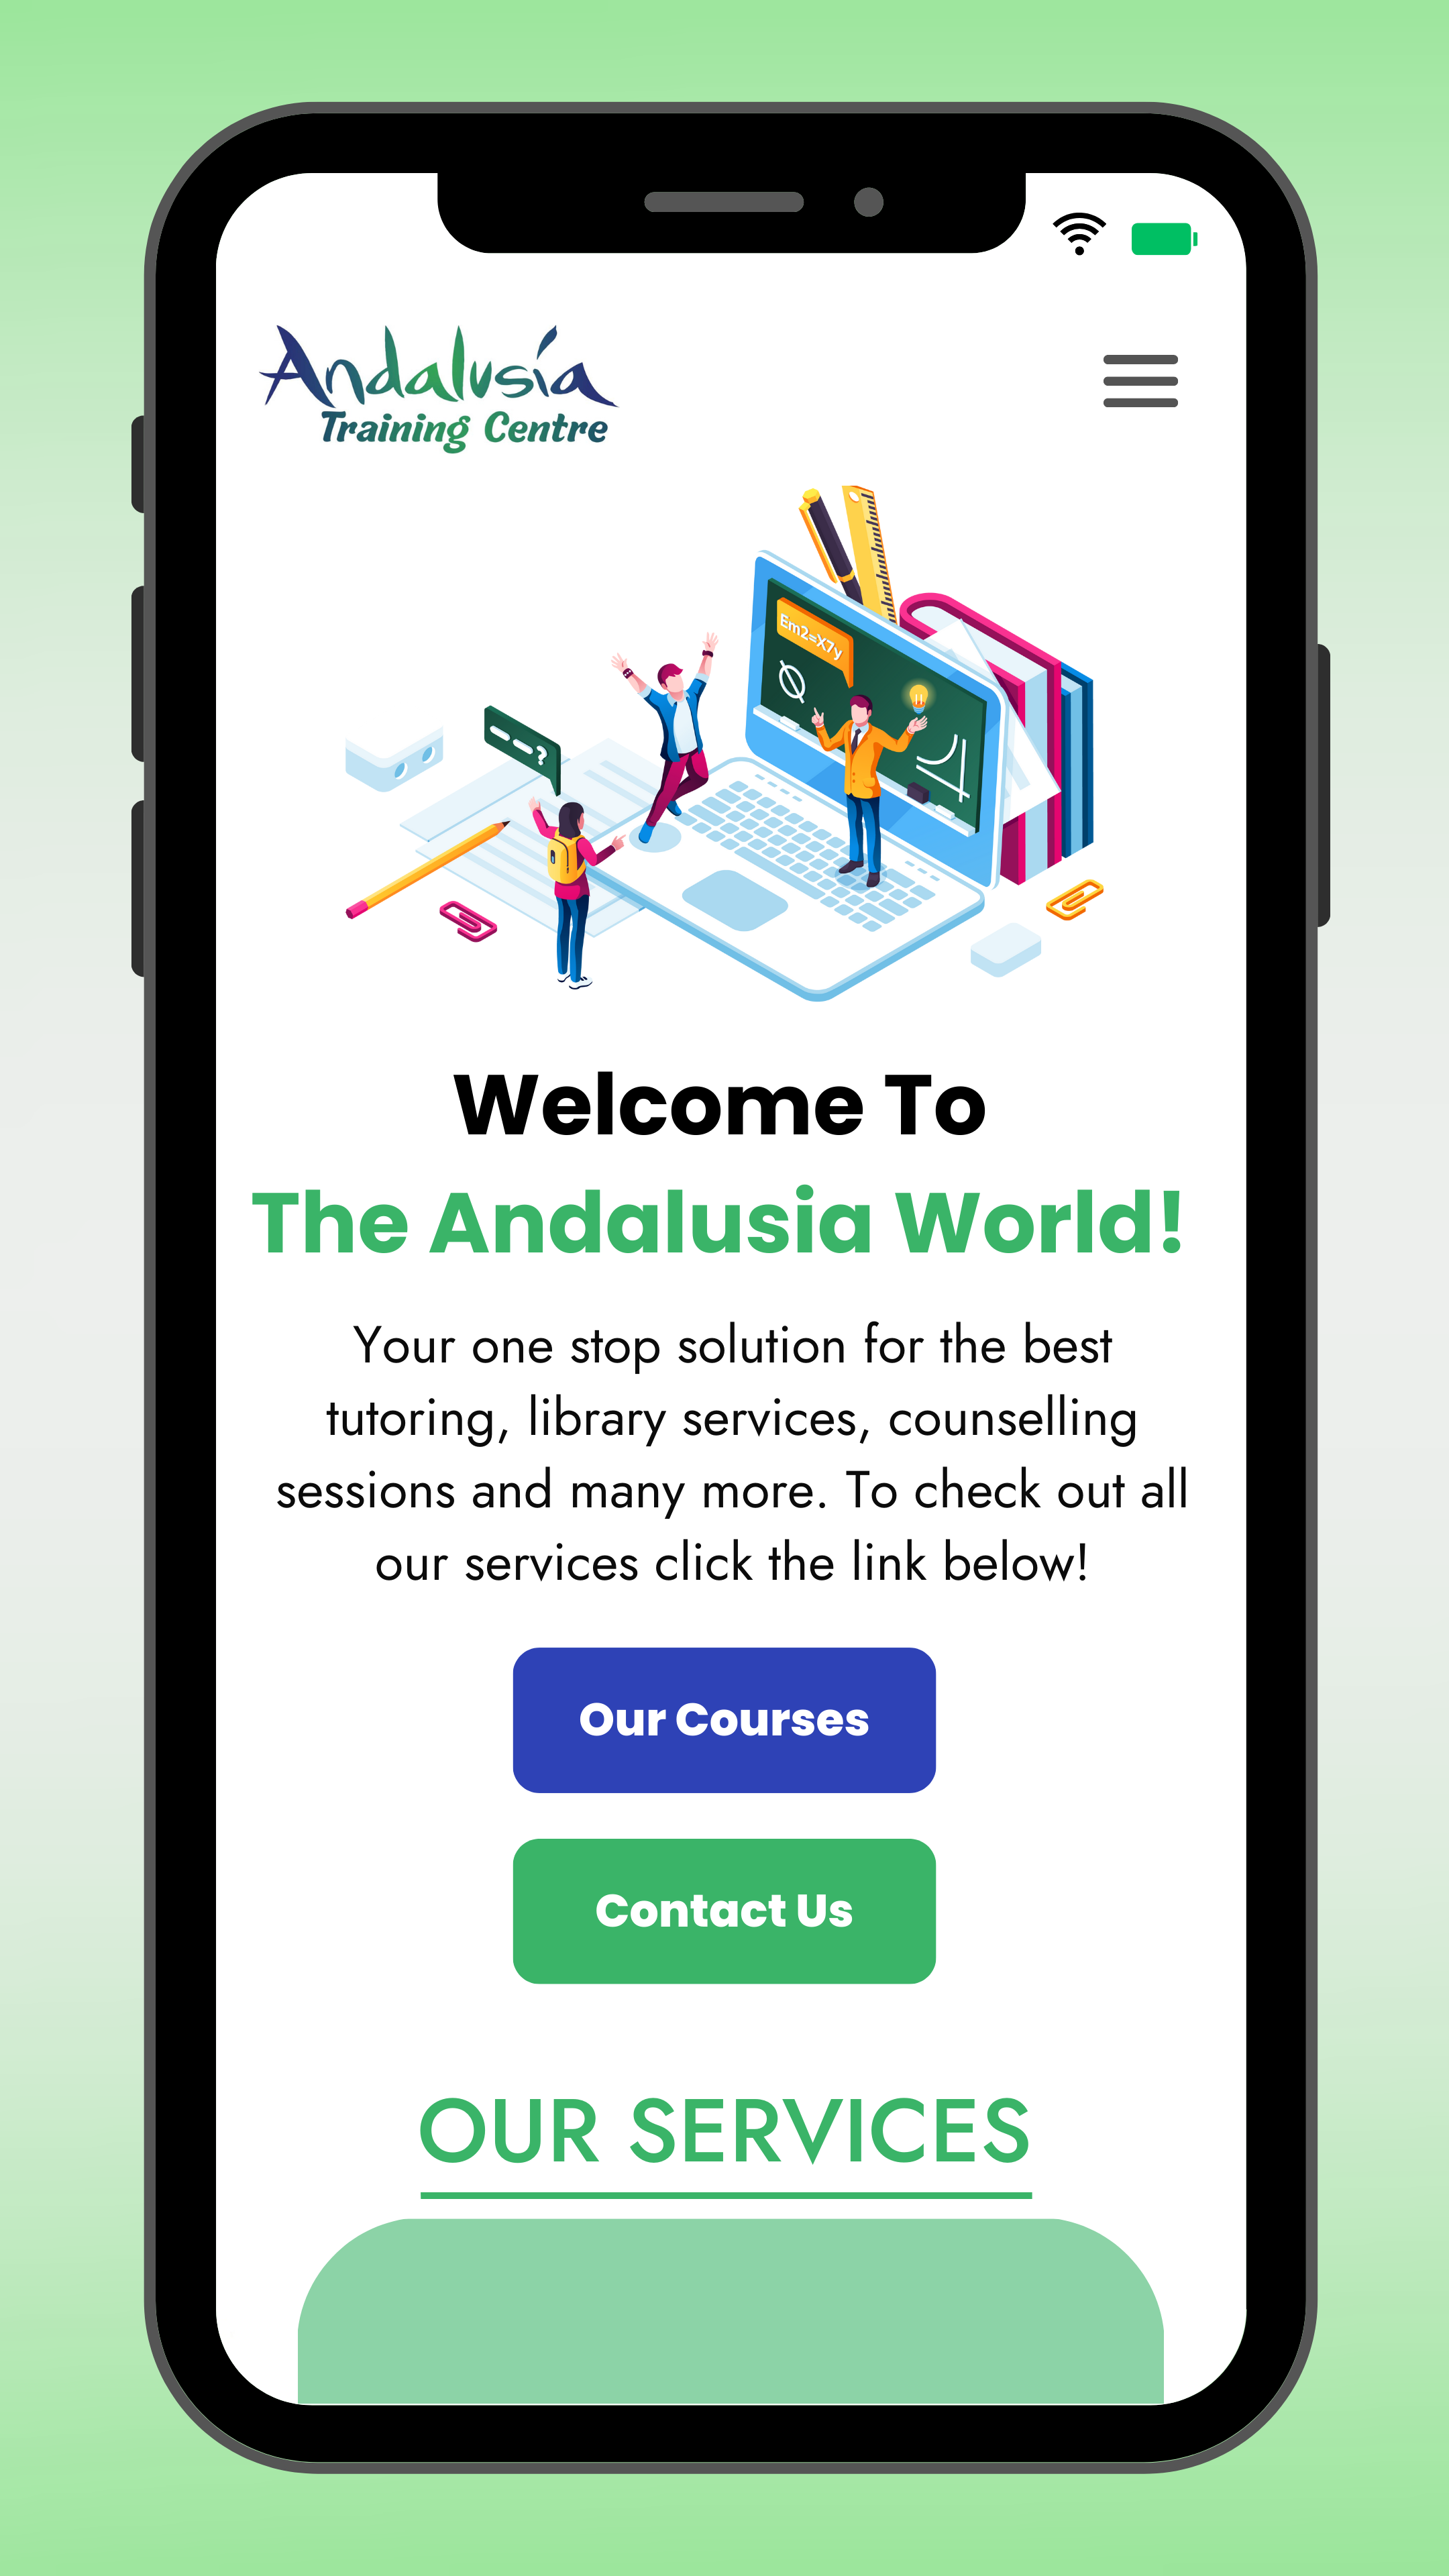 Andalusía
Training Centre
Em2=X7y
--?
Welcome To
The Andalusia World!
Your one stop solution for the best
tutoring, library services, counselling
sessions and many more. To check out all
our services click the link below!
Our Courses
Contact Us
OUR SERVICES